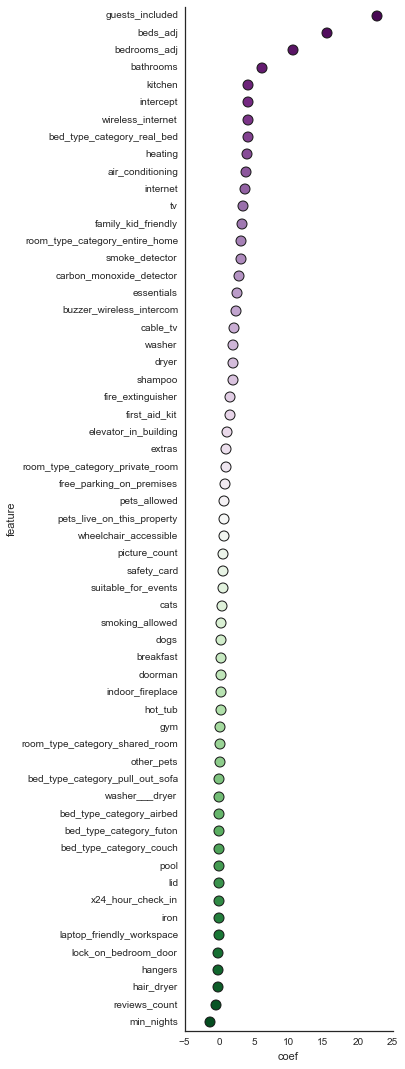 guests_included
beds_adj
bedrooms_adj
bathrooms
kitchen
intercept
wireless_internet
bed_type_category_real_bed
heating
air_conditioning
internet
tv
family_kid_friendly
room_type_category_entire_home
smoke_detector
carbon_monoxide_detector
essentials
buzzer_wireless_intercom
cable_tv
washer
dryer
shampoo
fire_extinguisher
first_aid_kit
elevator_in_building
extras
room_type_category_private_room
free_parking_on_premises
pets_allowed
pets_live_on_this_property
wheelchair_accessible
picture_count
safety_card
suitable_for_events
cats
smoking_allowed
dogs
breakfast
doorman
indoor_fireplace
hot_tub
gym
room_type_category_shared_room
other_pets
bed_type_category_pull_out_sofa
washer___dryer
bed_type_category_airbed
bed_type_category_futon
bed_type_category_couch
pool
lid
x24_hour_check_in
iron
laptop_friendly_workspace
lock_on_bedroom_door
hangers
hair_dryer
reviews_count
min_nights
feature
−5 0 5 10 15 20 25
coef